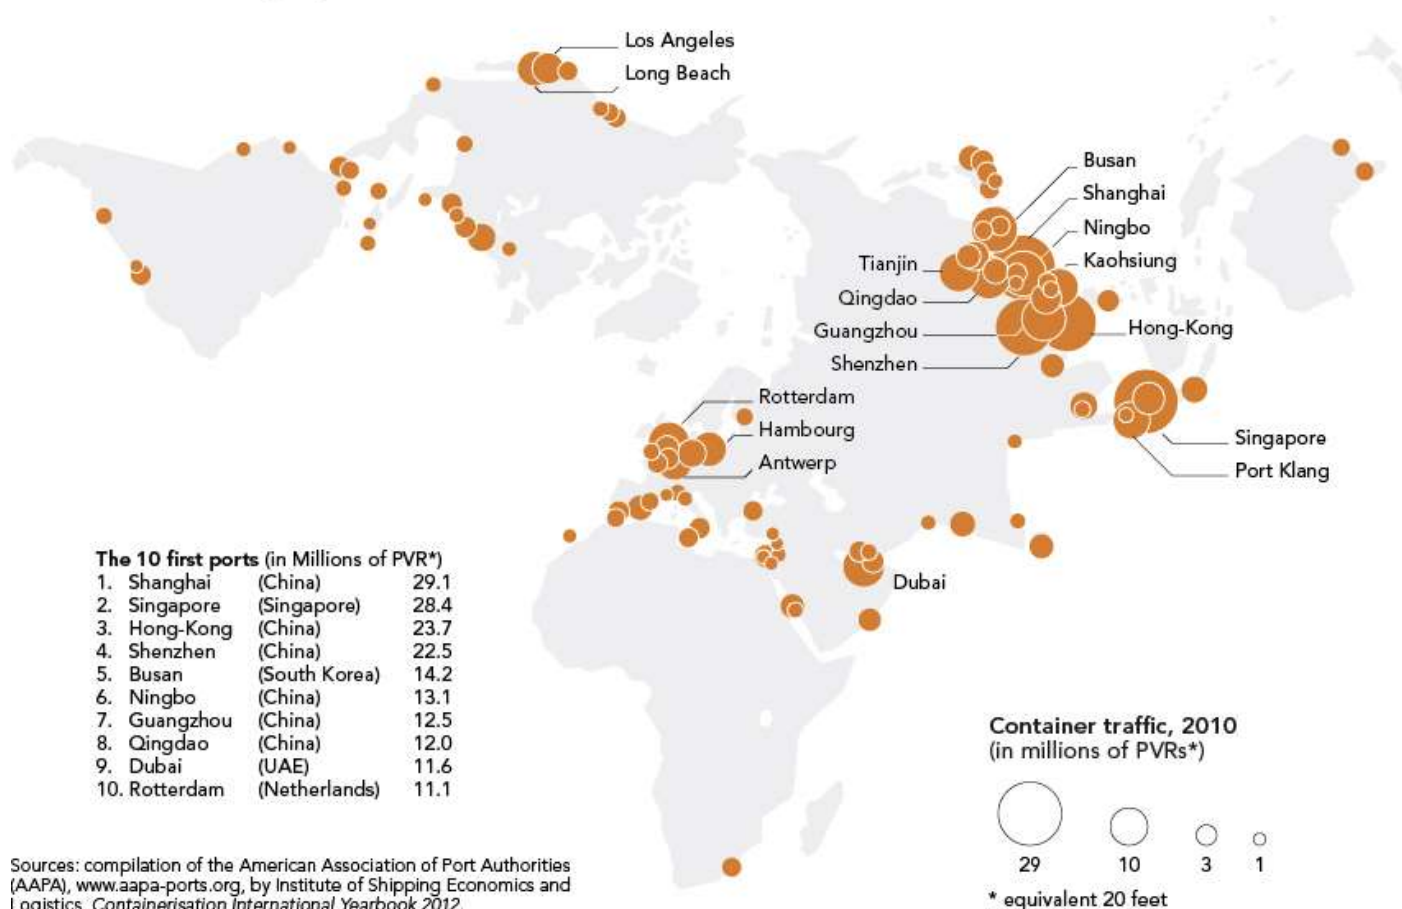 Los Angeles
Long Beach
Busan
Shanghai
Ningbo
Kaohsiung
Tianjin
Qingdao
Guangzhou
Hong-Kong
Shenzhen
Rotterdam
Hambourg
Antwerp
Singapore
Port Klang
Dubai
The 10 first ports (in Millions of PVR*)
1. Shanghai (China) 29.1
2. Singapore (Singapore) 28.4
3. Hong-Kong (China) 23.7
4. Shenzhen (China) 22.5
5. Busan (South Korea) 14.2
6. Ningbo (China) 13.1
7. Guangzhou (China) 12.5
8. Qingdao (China) 12.0
9. Dubai (UAE) 11.6
10. Rotterdam (Netherlands) 11.1
Container traffic, 2010
(in millions of PVRs*)
29 10 3 1
* equivalent 20 feet
Sources: compilation of the American Association of Port Authorities
(AAPA), www.aapa-ports.org, by Institute of Shipping Economics and
Logistics, Containerisation International Yearbook 2012.